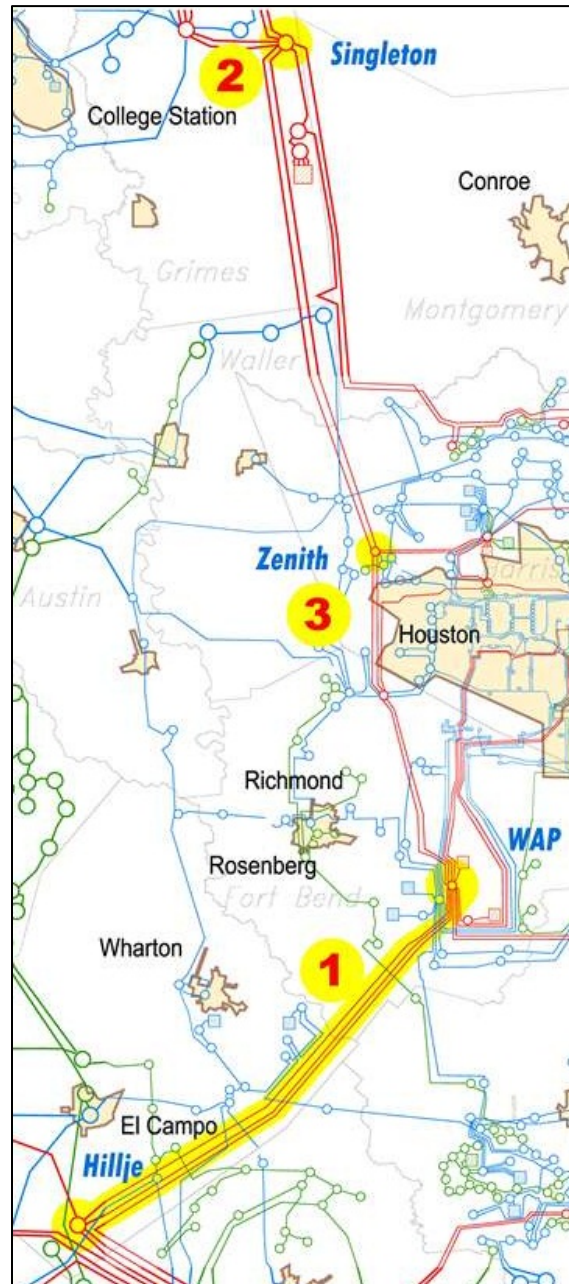 Singleton
2
College Station
Conroe
Grimes
Montgomery
Waller
Zenith
Harris
Austin
3
Houston
Richmond
WAP
Rosenberg
Fort Bend
Wharton
1
El Campo
Hillje